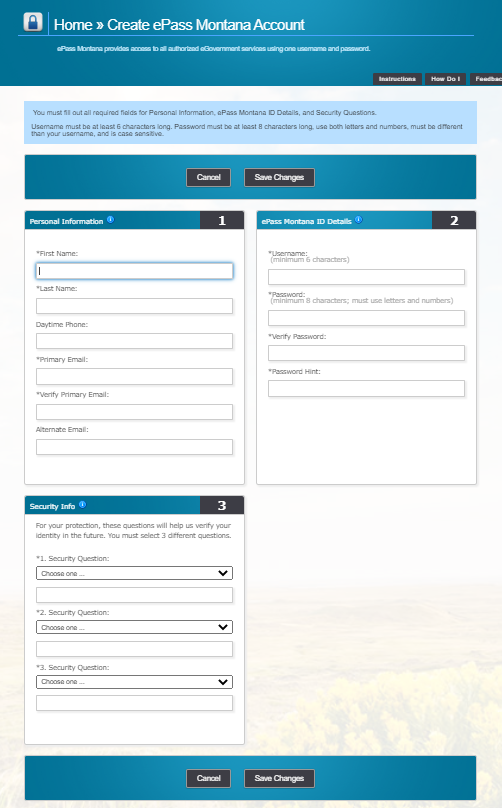 Home » Create ePass Montana Account
ePass Montana provides access to all authorized eGovernment services using one username and password.
Instructions
How Do I
Feedbac
You must fill out all required fields for Personal Information, ePass Montana ID Details, and Security Questions.
Username must be at least 6 characters long. Password must be at least 8 characters long, use both letters and numbers, must be different
than your username, and is case sensitive.
Cancel
Save Changes
Personal Information
1
*First Name:
*Last Name:
Daytime Phone:
*Primary Email:
*Verify Primary Email:
Alternate Email:
ePass Montana ID Details
2
*Username:
(minimum 6 characters)
*Password:
(minimum 8 characters; must use letters and numbers)
*Verify Password:
*Password Hint:
Security Info
3
For your protection, these questions will help us verify your
identity in the future. You must select 3 different questions.
*1. Security Question:
Choose one ...
*2. Security Question:
Choose one ...
*3. Security Question:
Choose one ...
Cancel
Save Changes